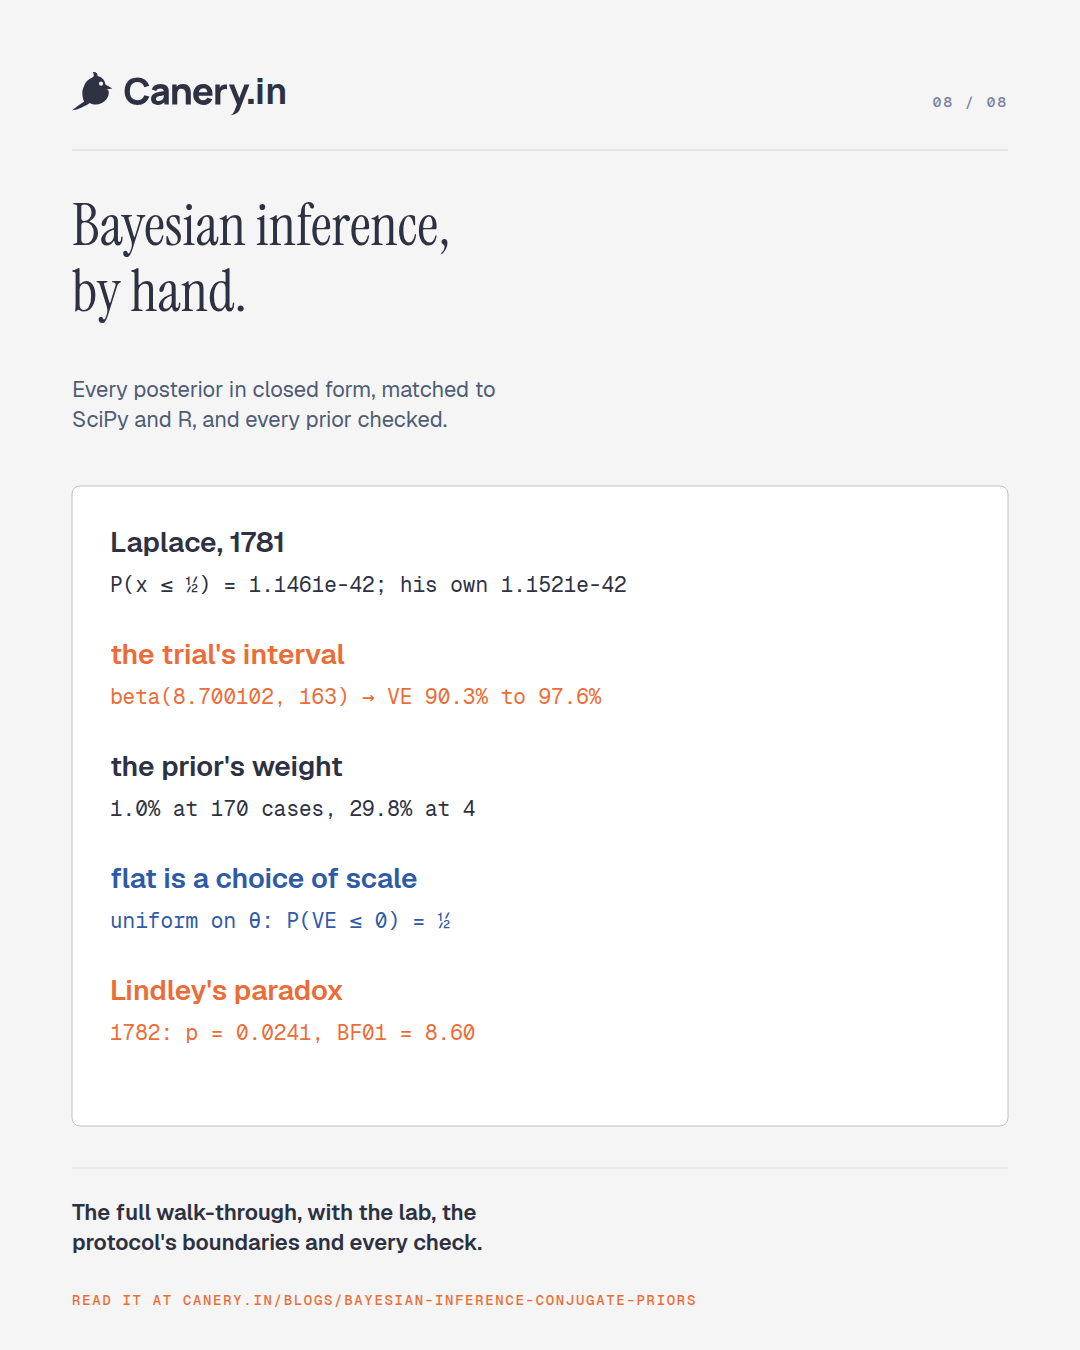 Canery.in
08 / 08
Bayesian inference,
by hand.
Every posterior in closed form, matched to
SciPy and R, and every prior checked.
Laplace, 1781
P(x ≤ ½) = 1.1461e-42; his own 1.1521e-42
the trial's interval
beta(8.700102, 163) → VE 90.3% to 97.6%
the prior's weight
1.0% at 170 cases, 29.8% at 4
flat is a choice of scale
uniform on θ: P(VE ≤ 0) = ½
Lindley's paradox
1782: p = 0.0241, BF01 = 8.60
The full walk-through, with the lab, the
protocol's boundaries and every check.
READ IT AT CANERY.IN/BLOGS/BAYESIAN-INFERENCE-CONJUGATE-PRIORS